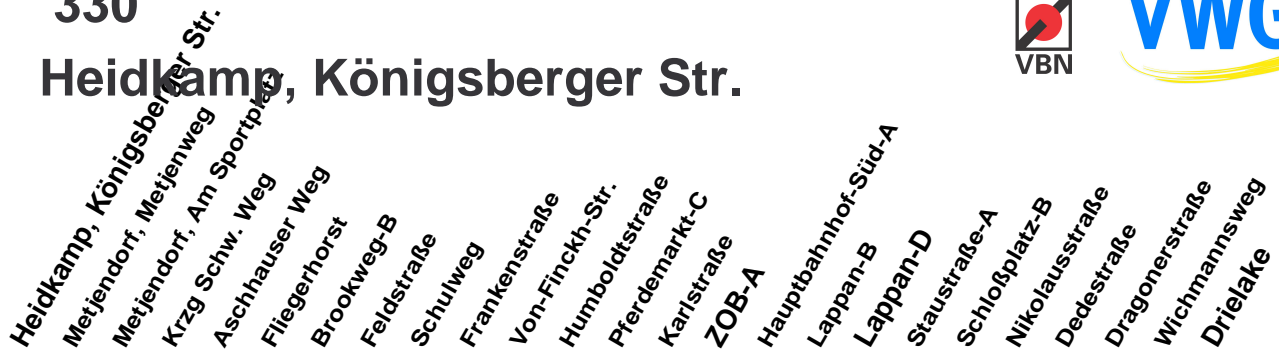 330
VBN
VWG
Heidkamp, Königsberger Str.
Heidkamp, Königsberger Str.
Metjendorf, Metjenweg
Metjendorf, Am Sportplatz
Krzg Schw. Weg
Aschhauser Weg
Fliegerhorst
Brookweg-B
Feldstraße
Schulweg
Frankenstraße
Von-Finckh-Str.
Humboldtstraße
Pferdemarkt-C
Karlstraße
ZOB-A
Hauptbahnhof-Süd-A
Lappan-B
Lappan-D
Staustraße-A
Schloßplatz-B
Nikolausstraße
Dedestraße
Dragonerstraße
Wichmannsweg
Drielake